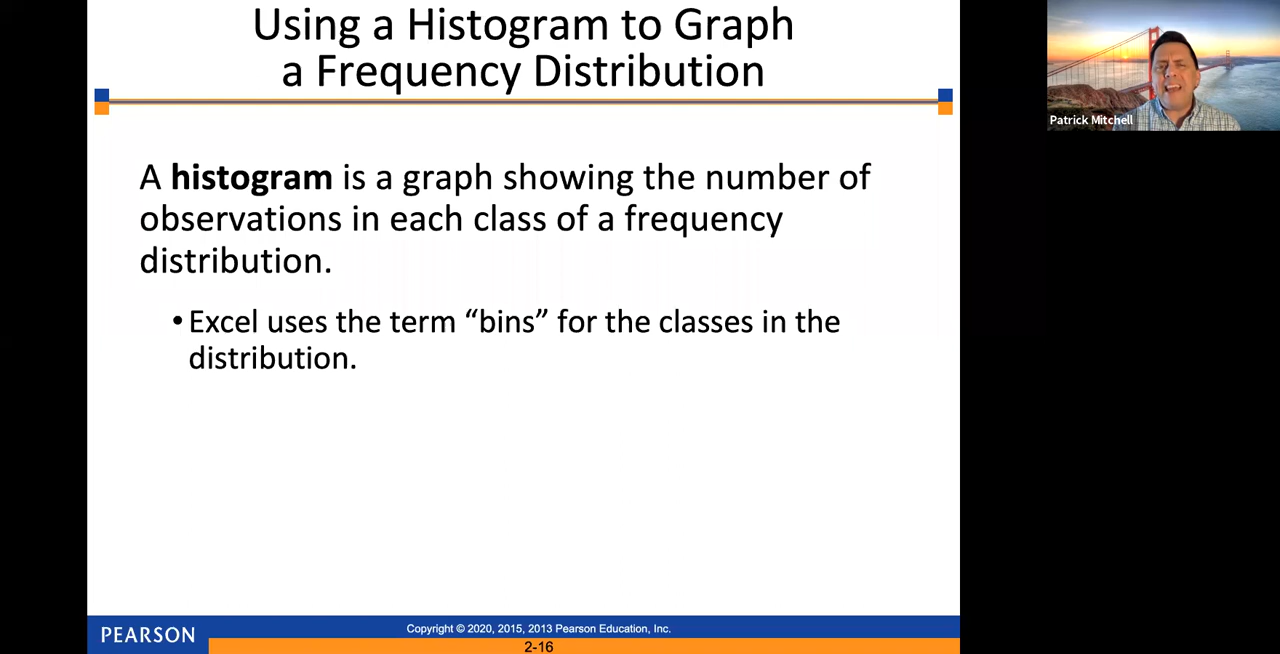 Using a Histogram to Graph
a Frequency Distribution
Patrick Mitchell
A histogram is a graph showing the number of
observations in each class of a frequency
distribution.
•Excel uses the term “bins” for the classes in the
distribution.
PEARSON
Copyright © 2020, 2015, 2013 Pearson Education, Inc.
2-16